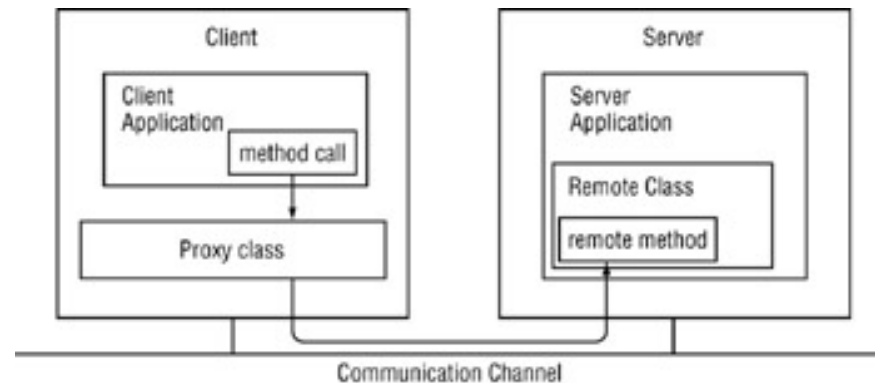 Client
Client
Application
method call
Proxy class
Server
Server
Application
Remote Class
remote method
Communication Channel